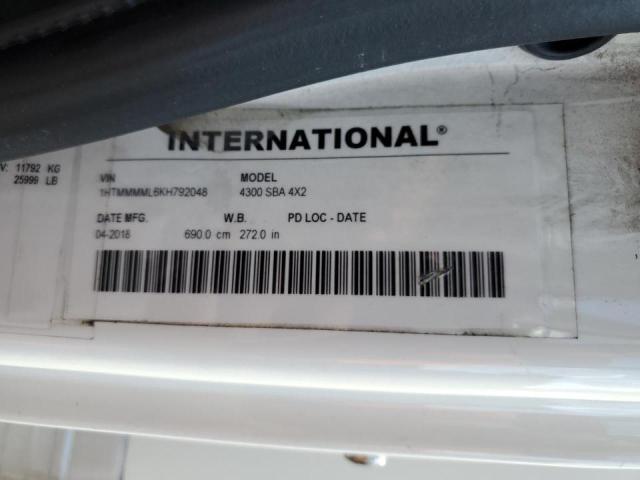 INTERNATIONAL®
V: 11792 KG
25999 LB
VIN MODEL
1HTMMMML6KH792048 4300 SBA 4X2
DATE MFG. W.B. PD LOC - DATE
04-2018 690.0 cm 272.0 in